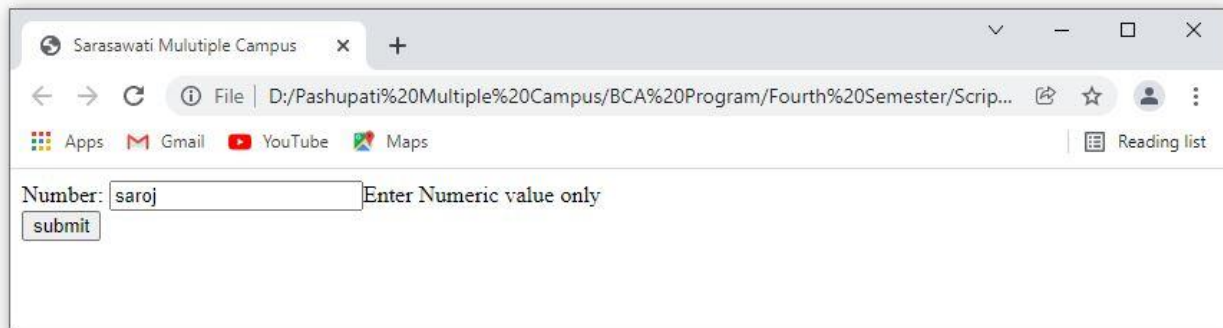 Sarasawati Mulutiple Campus
File | D:/Pashupati%20Multiple%20Campus/BCA%20Program/Fourth%20Semester/Scrip...
Apps Gmail YouTube Maps Reading list
Number: saroj Enter Numeric value only
submit